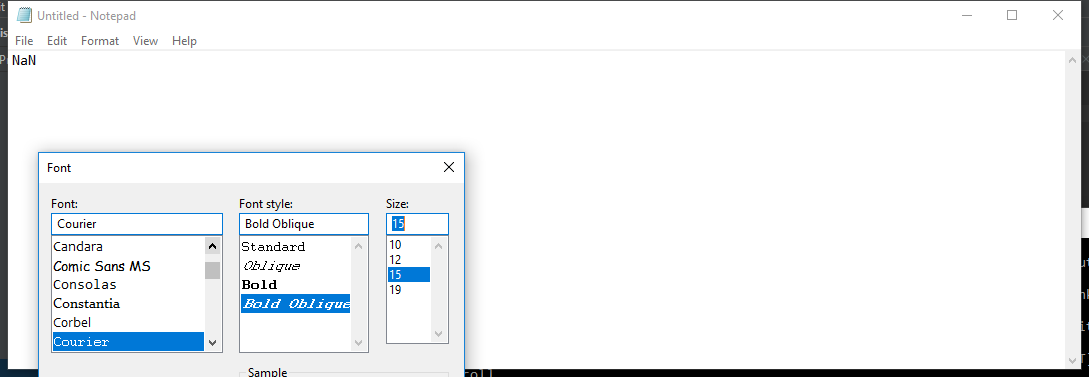 Untitled - Notepad
File Edit Format View Help
NaN
Font
Font: Font style: Size:
Courier Bold Oblique 15
Candara Standard 10
Comic Sans MS Oblique 12
Consolas Bold 15
Constantia Bold Oblique 19
Corbel
Courier
Sample